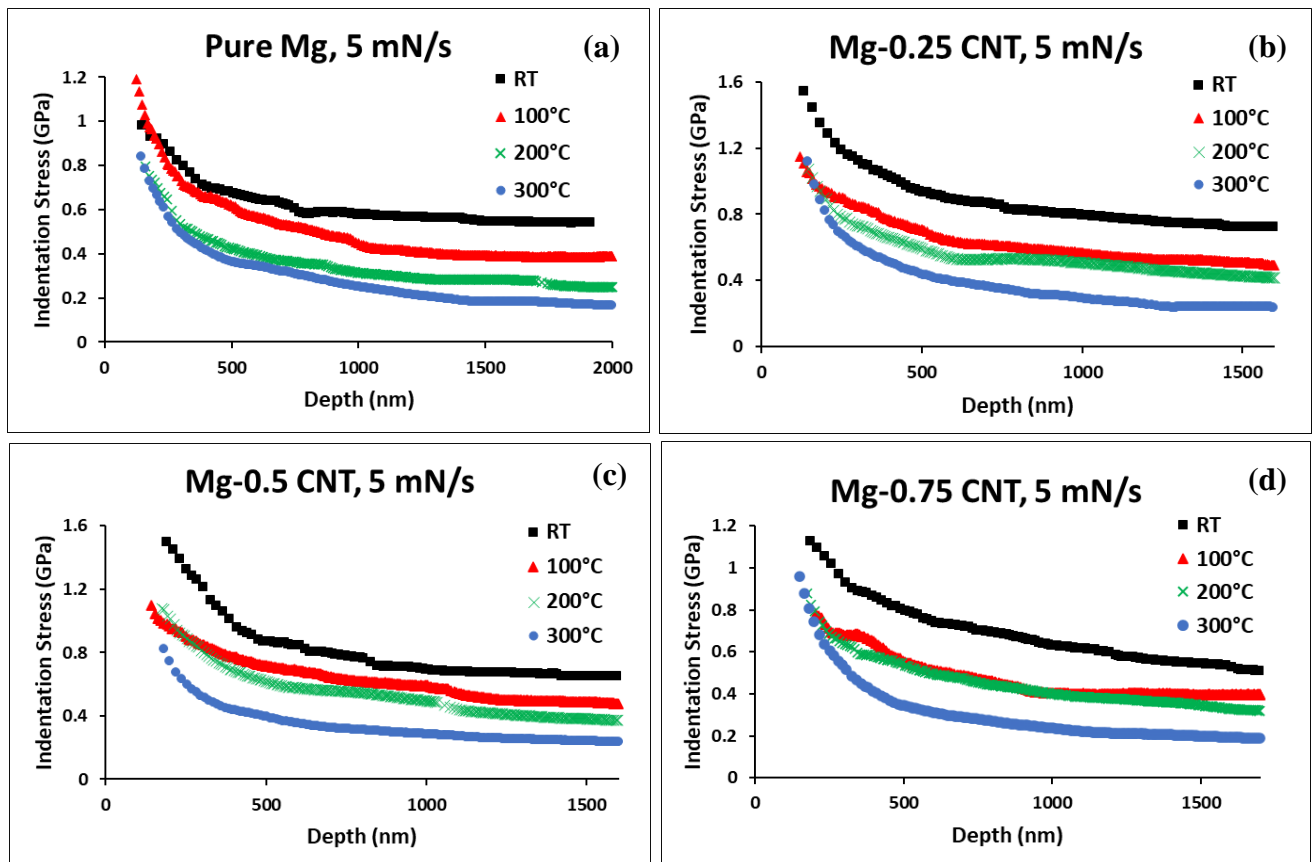 Pure Mg, 5 mN/s
(a)
RT
100°C
200°C
300°C
Indentation Stress (GPa)
1.2
1
0.8
0.6
0.4
0.2
0
0
500
1000
1500
2000
Depth (nm)
Mg-0.25 CNT, 5 mN/s
(b)
RT
100°C
200°C
300°C
Indentation Stress (GPa)
1.6
1.2
0.8
0.4
0
0
500
1000
1500
Depth (nm)
Mg-0.5 CNT, 5 mN/s
(c)
RT
100°C
200°C
300°C
Indentation Stress (GPa)
1.6
1.2
0.8
0.4
0
0
500
1000
1500
Depth (nm)
Mg-0.75 CNT, 5 mN/s
(d)
RT
100°C
200°C
300°C
Indentation Stress (GPa)
1.2
1
0.8
0.6
0.4
0.2
0
0
500
1000
1500
Depth (nm)